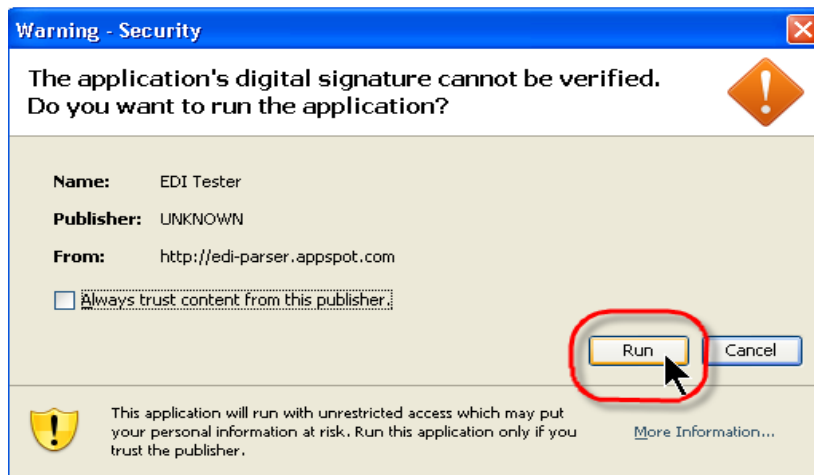 Warning - Security
The application's digital signature cannot be verified.
Do you want to run the application?
Name: EDI Tester
Publisher: UNKNOWN
From: http://edi-parser.appspot.com
Always trust content from this publisher.
Run Cancel
This application will run with unrestricted access which may put
your personal information at risk. Run this application only if you
trust the publisher.
More Information...